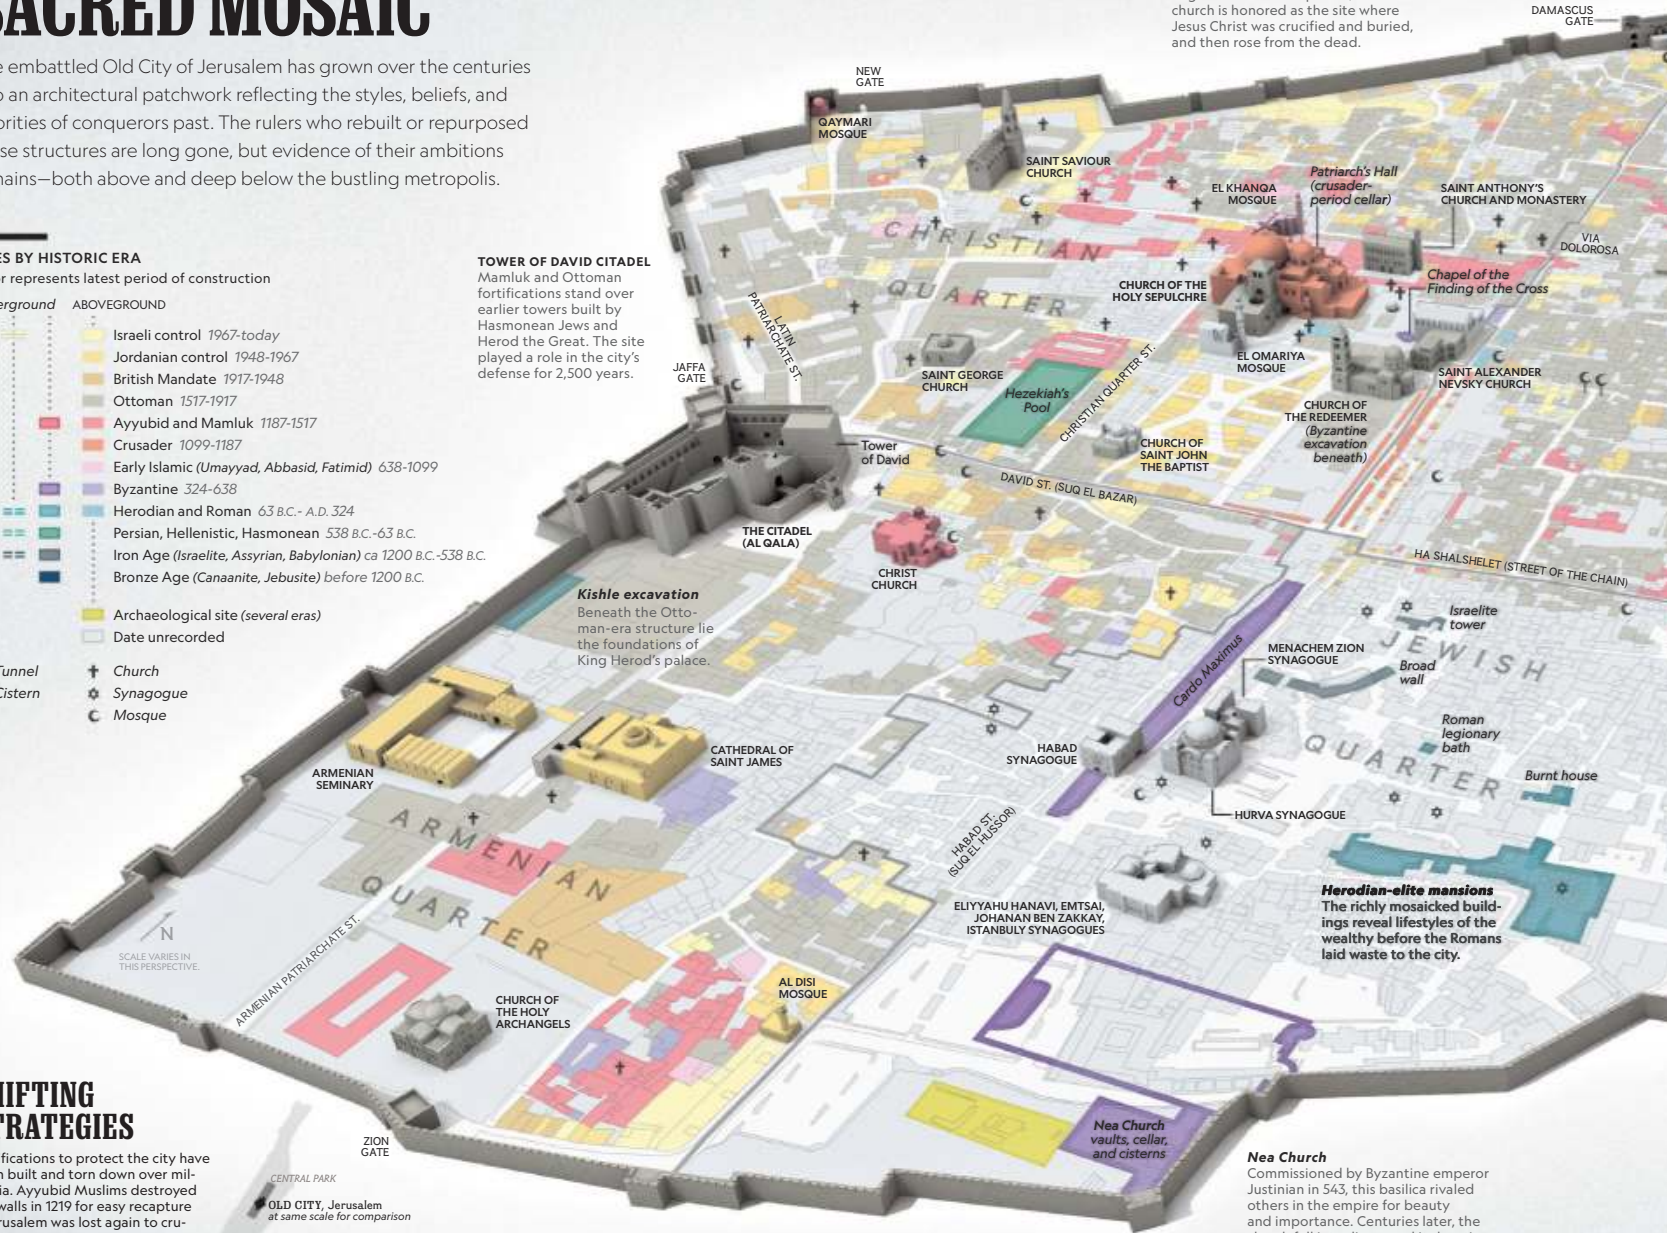 SACRED MOSAIC
e embattled Old City of Jerusalem has grown over the centuries
o an architectural patchwork reflecting the styles, beliefs, and
orities of conquerors past. The rulers who rebuilt or repurposed
se structures are long gone, but evidence of their ambitions
nains—both above and deep below the bustling metropolis.
church is honored as the site where
Jesus Christ was crucified and buried,
and then rose from the dead.
DAMASCUS
GATE
ES BY HISTORIC ERA
r represents latest period of construction
erground
ABOVEGROUND
Israeli control 1967-today
Jordanian control 1948-1967
British Mandate 1917-1948
Ottoman 1517-1917
Ayyubid and Mamluk 1187-1517
Crusader 1099-1187
Early Islamic (Umayyad, Abbasid, Fatimid) 638-1099
Byzantine 324-638
Herodian and Roman 63 B.C.- A.D. 324
Persian, Hellenistic, Hasmonean 538 B.C.-63 B.C.
Iron Age (Israelite, Assyrian, Babylonian) ca 1200 B.C.-538 B.C.
Bronze Age (Canaanite, Jebusite) before 1200 B.C.
Archaeological site (several eras)
Date unrecorded
Tunnel
Cistern
Church
Synagogue
Mosque
TOWER OF DAVID CITADEL
Mamluk and Ottoman
fortifications stand over
earlier towers built by
Hasmonean Jews and
Herod the Great. The site
played a role in the city's
defense for 2,500 years.
NEW
GATE
QAYMARI
MOSQUE
SAINT SAVIOUR
CHURCH
EL KHANQA
MOSQUE
Patriarch's Hall
(crusader-
period cellar)
SAINT ANTHONY'S
CHURCH AND MONASTERY
VIA
DOLOROSA
CHRISTIAN
QUARTER
CHURCH OF THE
HOLY SEPULCHRE
Chapel of the
Finding of the Cross
LATIN
PATRIARCHATE ST.
JAFFA
GATE
SAINT GEORGE
CHURCH
Hezekiah's
Pool
CHRISTIAN QUARTER ST.
EL OMARIYA
MOSQUE
SAINT ALEXANDER
NEVSKY CHURCH
CHURCH OF
THE REDEEMER
(Byzantine
excavation
beneath)
CHURCH OF
SAINT JOHN
THE BAPTIST
Tower
of David
DAVID ST. (SUQ EL BAZAR)
THE CITADEL
(AL QALA)
CHRIST
CHURCH
HA SHALSHELET (STREET OF THE CHAIN)
Kishle excavation
Beneath the Otto-
man-era structure lie
the foundations of
King Herod's palace.
Israelite
tower
JEWISH
QUARTER
Cardo Maximus
MENACHEM ZION
SYNAGOGUE
Broad
wall
Roman
legionary
bath
Burnt house
HABAD
SYNAGOGUE
HURVA SYNAGOGUE
ARMENIAN
SEMINARY
CATHEDRAL OF
SAINT JAMES
ARMENIAN
QUARTER
HABAD ST.
(SUQ EL HUSSOR)
ELIYYAHU HANAVI, EMTSAI,
JOHANAN BEN ZAKKAY,
ISTANBULY SYNAGOGUES
Herodian-elite mansions
The richly mosaicked build-
ings reveal lifestyles of the
wealthy before the Romans
laid waste to the city.
N
SCALE VARIES IN
THIS PERSPECTIVE.
ARMENIAN PATRIARCHATE ST.
CHURCH OF
THE HOLY
ARCHANGELS
AL DISI
MOSQUE
Nea Church
vaults, cellar,
and cisterns
ZION
GATE
HIFTING
TRATEGIES
ifications to protect the city have
n built and torn down over mil-
ia. Ayyubid Muslims destroyed
walls in 1219 for easy recapture
rusalem was lost again to cru-
CENTRAL PARK
OLD CITY, Jerusalem
at same scale for comparison
Nea Church
Commissioned by Byzantine emperor
Justinian in 543, this basilica rivaled
others in the empire for beauty
and importance. Centuries later, the